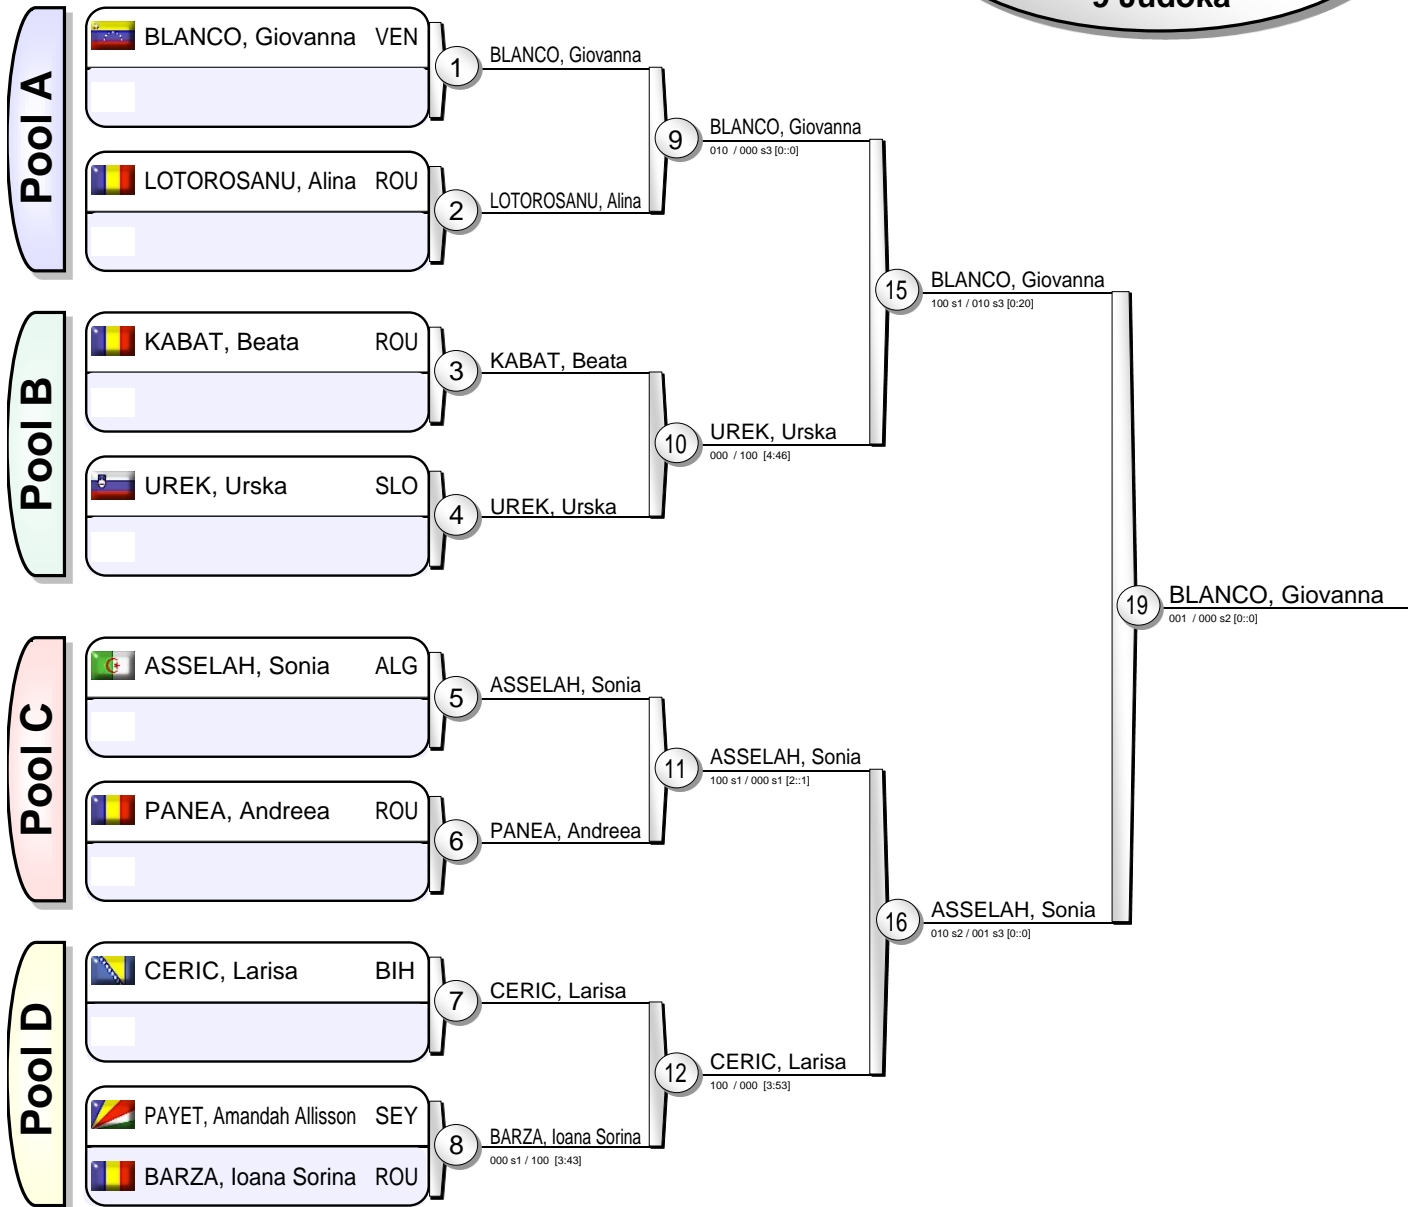 9 Judoka
Pool A
BLANCO, Giovanna VEN
1
BLANCO, Giovanna
LOTOROSANU, Alina ROU
2
LOTOROSANU, Alina
9
BLANCO, Giovanna
010 / 000 s3 [0::0]
Pool B
KABAT, Beata ROU
3
KABAT, Beata
UREK, Urska SLO
4
UREK, Urska
10
UREK, Urska
000 / 100 [4:46]
15
BLANCO, Giovanna
100 s1 / 010 s3 [0:20]
Pool C
ASSELAH, Sonia ALG
5
ASSELAH, Sonia
PANEA, Andreea ROU
6
PANEA, Andreea
11
ASSELAH, Sonia
100 s1 / 000 s1 [2::1]
Pool D
CERIC, Larisa BIH
7
CERIC, Larisa
PAYET, Amandah Allisson SEY
BARZA, Ioana Sorina ROU
8
BARZA, Ioana Sorina
000 s1 / 100 [3:43]
12
CERIC, Larisa
100 / 000 [3:53]
16
ASSELAH, Sonia
010 s2 / 001 s3 [0::0]
19
BLANCO, Giovanna
001 / 000 s2 [0::0]